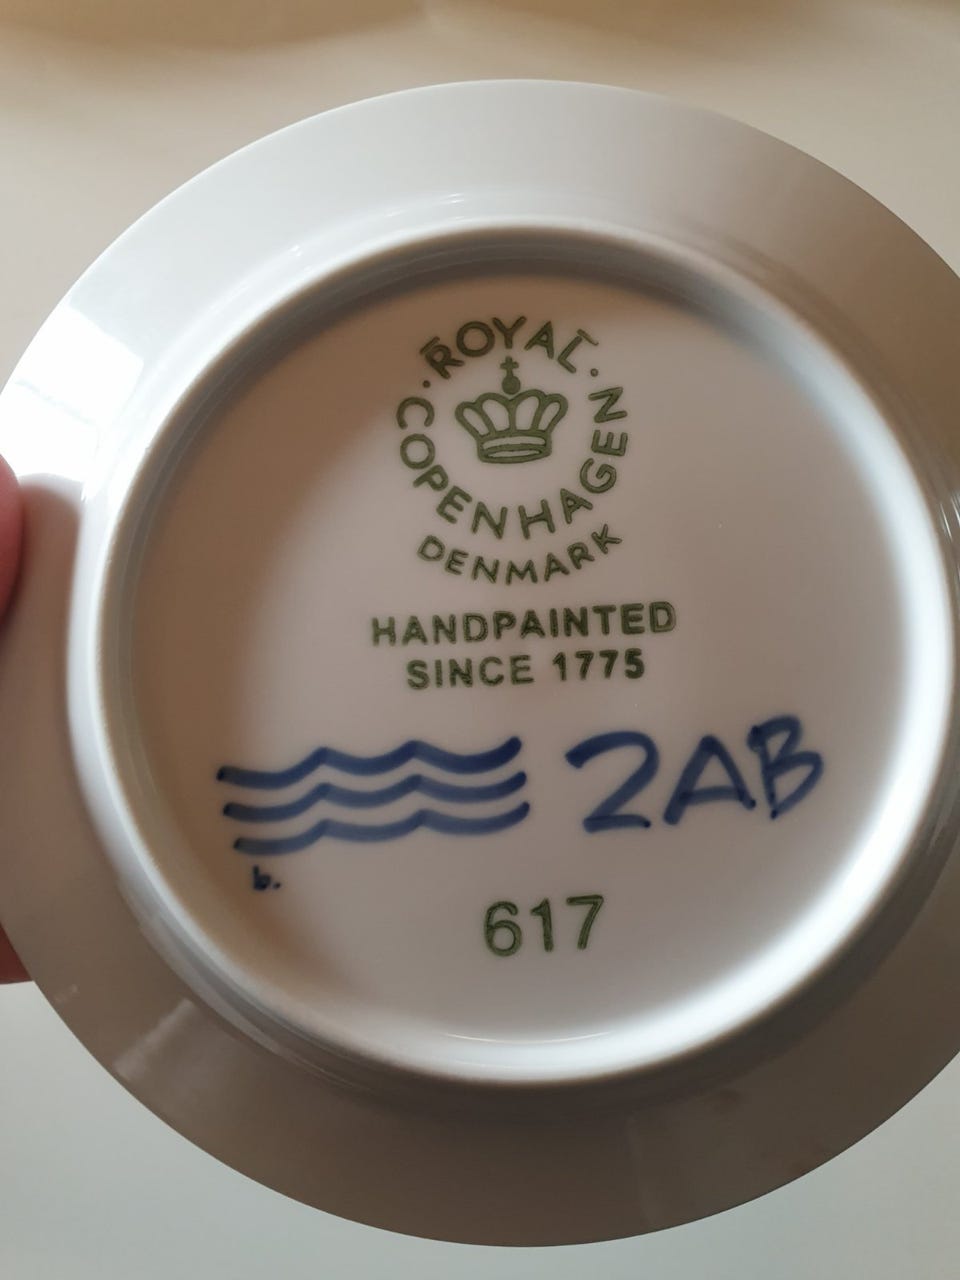 · ROYAL ·
COPENHAGEN
DENMARK
HANDPAINTED
SINCE 1775
2AB
b.
617